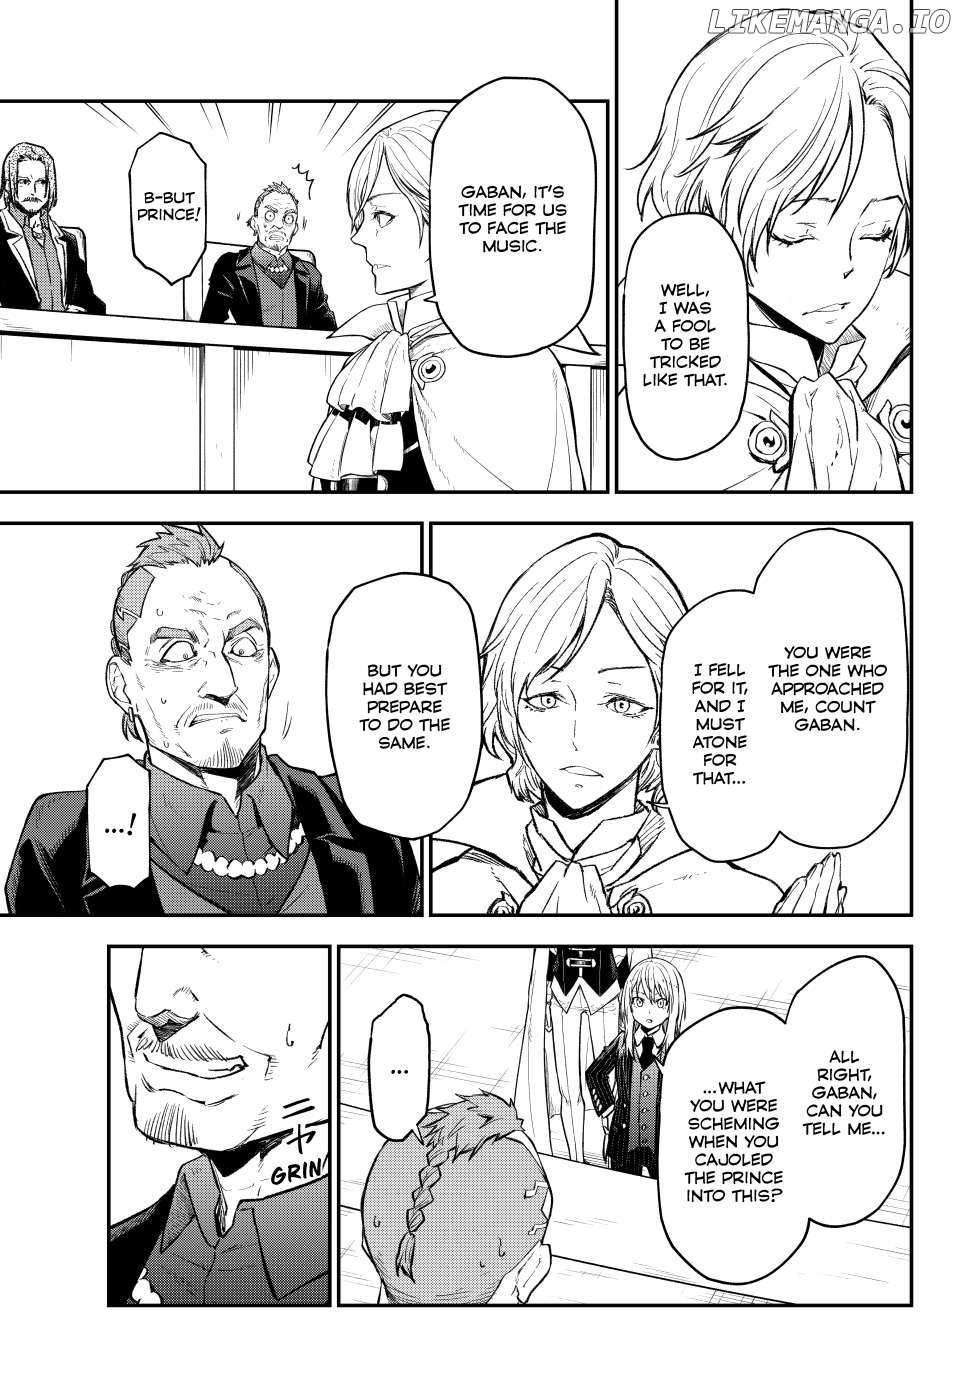 LIKEMANGA.IO
WELL,
I WAS
A FOOL
TO BE
TRICKED
LIKE THAT.
GABAN, IT'S
TIME FOR US
TO FACE THE
MUSIC.
B-BUT
PRINCE!
YOU WERE
THE ONE WHO
APPROACHED
ME, COUNT
GABAN.
I FELL
FOR IT,
AND I
MUST
ATONE
FOR
THAT...
BUT YOU
HAD BEST
PREPARE
TO DO THE
SAME.
....!
ALL
RIGHT,
GABAN,
CAN YOU
TELL ME...
...WHAT
YOU WERE
SCHEMING
WHEN YOU
CAJOLED
THE PRINCE
INTO THIS?
...
ニヤ
GRIN